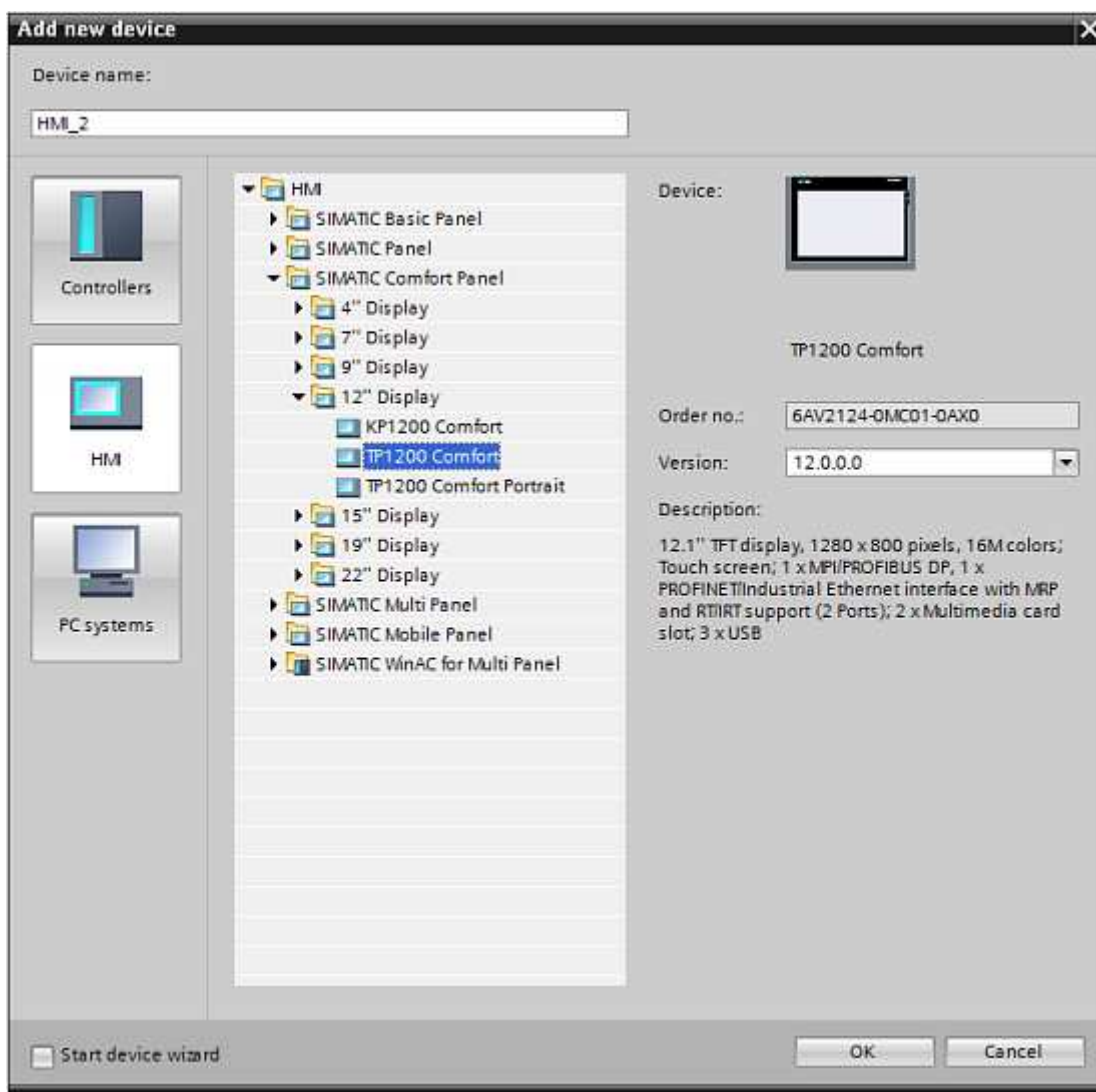 Add new device
Device name:
HMI_2
Controllers
HMI
PC systems
HMI
SIMATIC Basic Panel
SIMATIC Panel
SIMATIC Comfort Panel
4" Display
7" Display
9" Display
12" Display
KP1200 Comfort
TP1200 Comfort
TP1200 Comfort Portrait
15" Display
19" Display
22" Display
SIMATIC Multi Panel
SIMATIC Mobile Panel
SIMATIC WinAC for Multi Panel
Device:
TP1200 Comfort
Order no.: 6AV2124-0MC01-0AX0
Version: 12.0.0.0
Description:
12.1" TFT display, 1280 x 800 pixels, 16M colors;
Touch screen; 1 x MPI/PROFIBUS DP, 1 x
PROFINET/Industrial Ethernet interface with MRP
and RT/IRT support (2 Ports); 2 x Multimedia card
slot; 3 x USB
Start device wizard
OK
Cancel